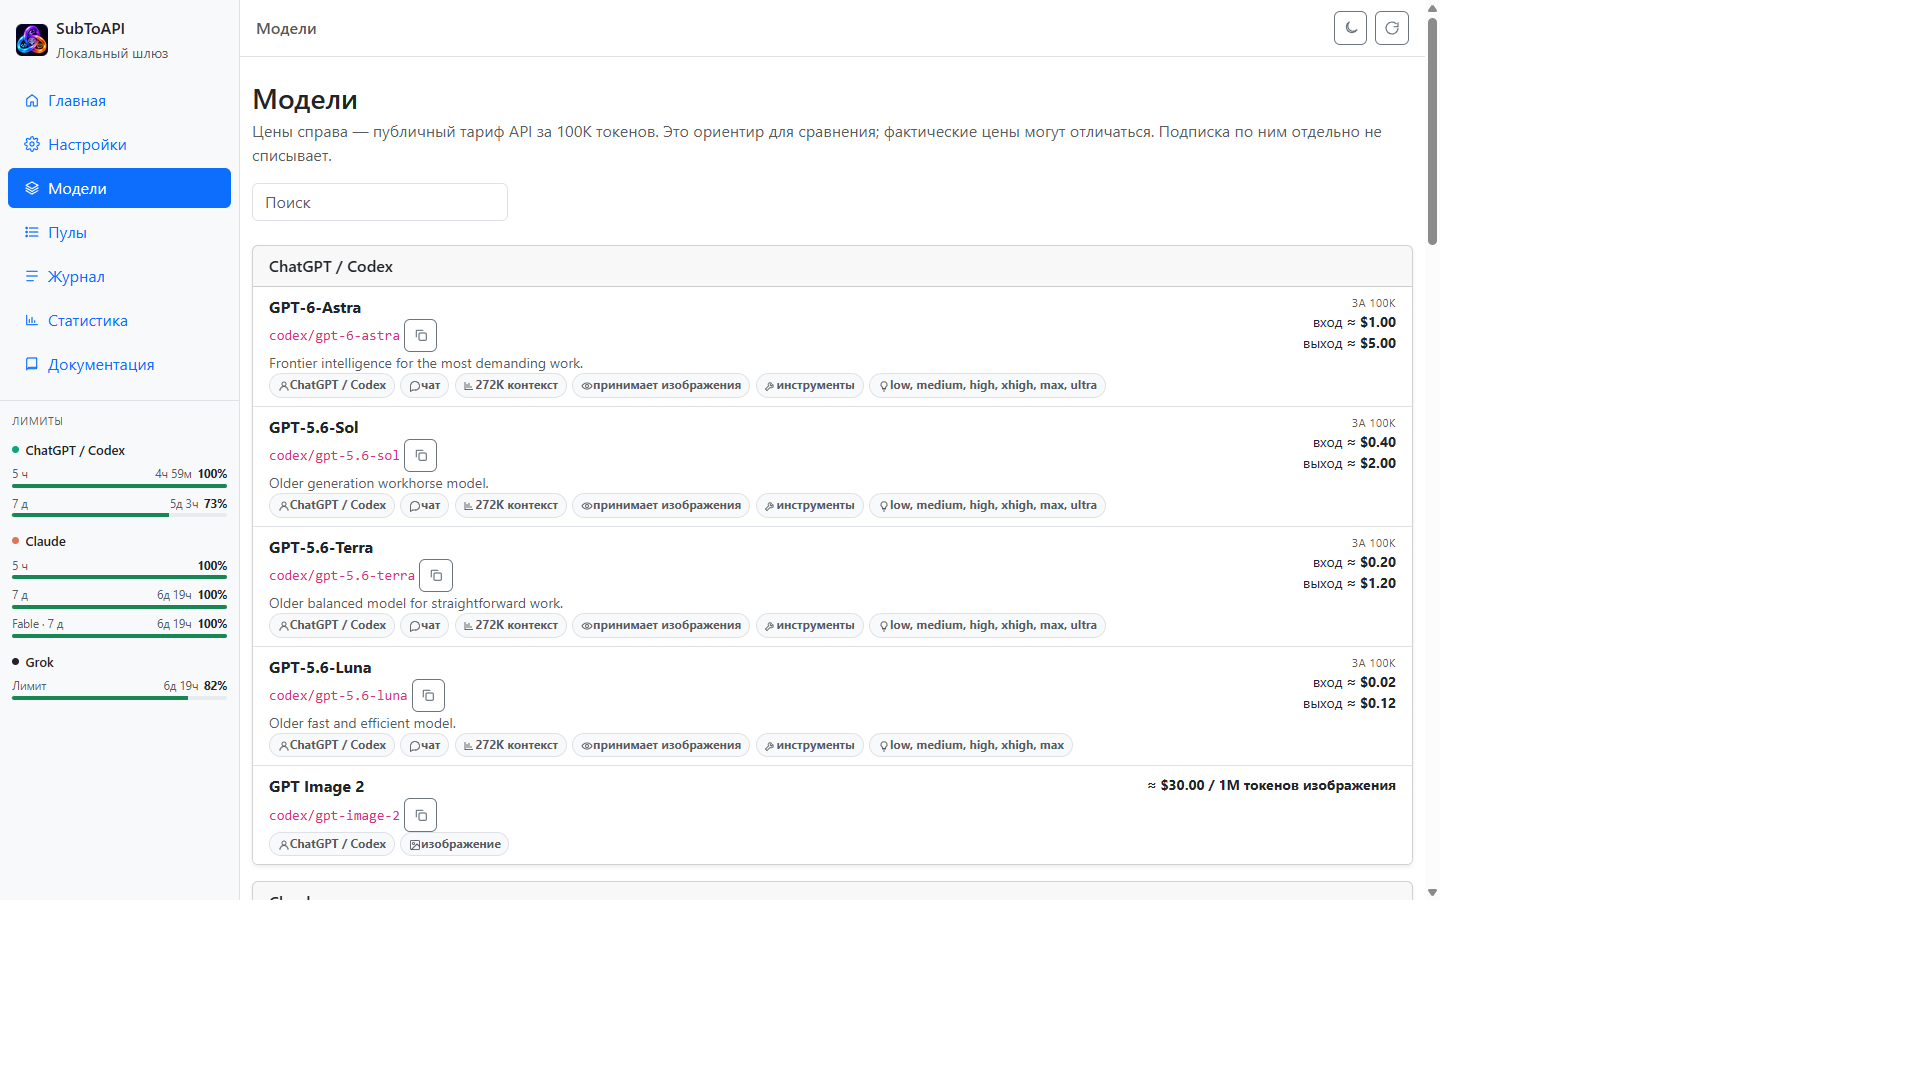 SubToAPI
Локальный шлюз
Главная
Настройки
Модели
Пулы
Журнал
Статистика
Документация
ЛИМИТЫ
ChatGPT / Codex
5 ч 4ч 59м 100%
7 д 5д 3ч 73%
Claude
5 ч 100%
7 д 6д 19ч 100%
Fable · 7 д 6д 19ч 100%
Grok
Лимит 6д 19ч 82%
Модели
Модели
Цены справа — публичный тариф API за 100K токенов. Это ориентир для сравнения; фактические цены могут отличаться. Подписка по ним отдельно не
списывает.
Поиск
ChatGPT / Codex
GPT-6-Astra
codex/gpt-6-astra
Frontier intelligence for the most demanding work.
ChatGPT / Codex чат 272K контекст принимает изображения инструменты low, medium, high, xhigh, max, ultra
ЗА 100K
вход ≈ $1.00
выход ≈ $5.00
GPT-5.6-Sol
codex/gpt-5.6-sol
Older generation workhorse model.
ChatGPT / Codex чат 272K контекст принимает изображения инструменты low, medium, high, xhigh, max, ultra
ЗА 100K
вход ≈ $0.40
выход ≈ $2.00
GPT-5.6-Terra
codex/gpt-5.6-terra
Older balanced model for straightforward work.
ChatGPT / Codex чат 272K контекст принимает изображения инструменты low, medium, high, xhigh, max, ultra
ЗА 100K
вход ≈ $0.20
выход ≈ $1.20
GPT-5.6-Luna
codex/gpt-5.6-luna
Older fast and efficient model.
ChatGPT / Codex чат 272K контекст принимает изображения инструменты low, medium, high, xhigh, max
ЗА 100K
вход ≈ $0.02
выход ≈ $0.12
GPT Image 2
codex/gpt-image-2
ChatGPT / Codex изображение
≈ $30.00 / 1M токенов изображения